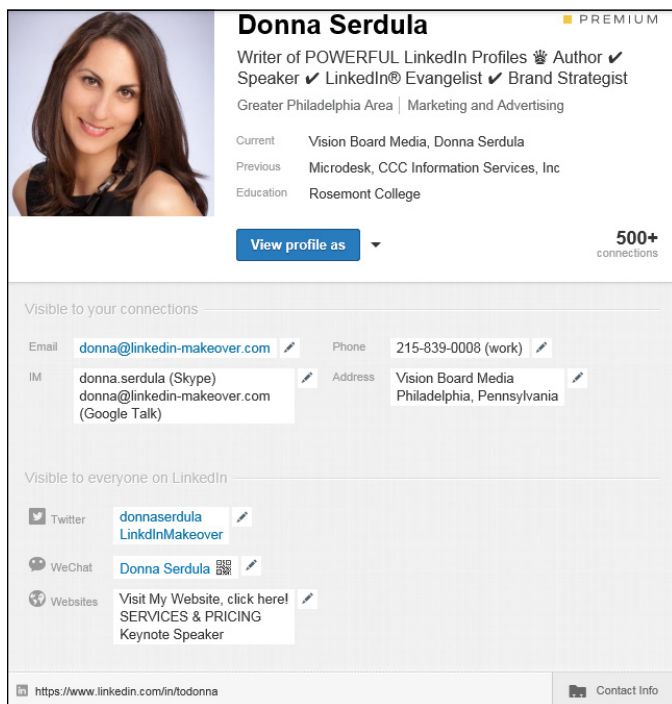 Donna Serdula
PREMIUM
Writer of POWERFUL LinkedIn Profiles ♕ Author ✔
Speaker ✔ LinkedIn® Evangelist ✔ Brand Strategist
Greater Philadelphia Area | Marketing and Advertising
Current Vision Board Media, Donna Serdula
Previous Microdesk, CCC Information Services, Inc
Education Rosemont College
View profile as
500+
connections
Visible to your connections
Email donna@linkedin-makeover.com
Phone 215-839-0008 (work)
IM donna.serdula (Skype)
donna@linkedin-makeover.com
(Google Talk)
Address Vision Board Media
Philadelphia, Pennsylvania
Visible to everyone on LinkedIn
Twitter donnaserdula
LinkdInMakeover
WeChat Donna Serdula
Websites Visit My Website, click here!
SERVICES & PRICING
Keynote Speaker
in https://www.linkedin.com/in/todonna
Contact Info